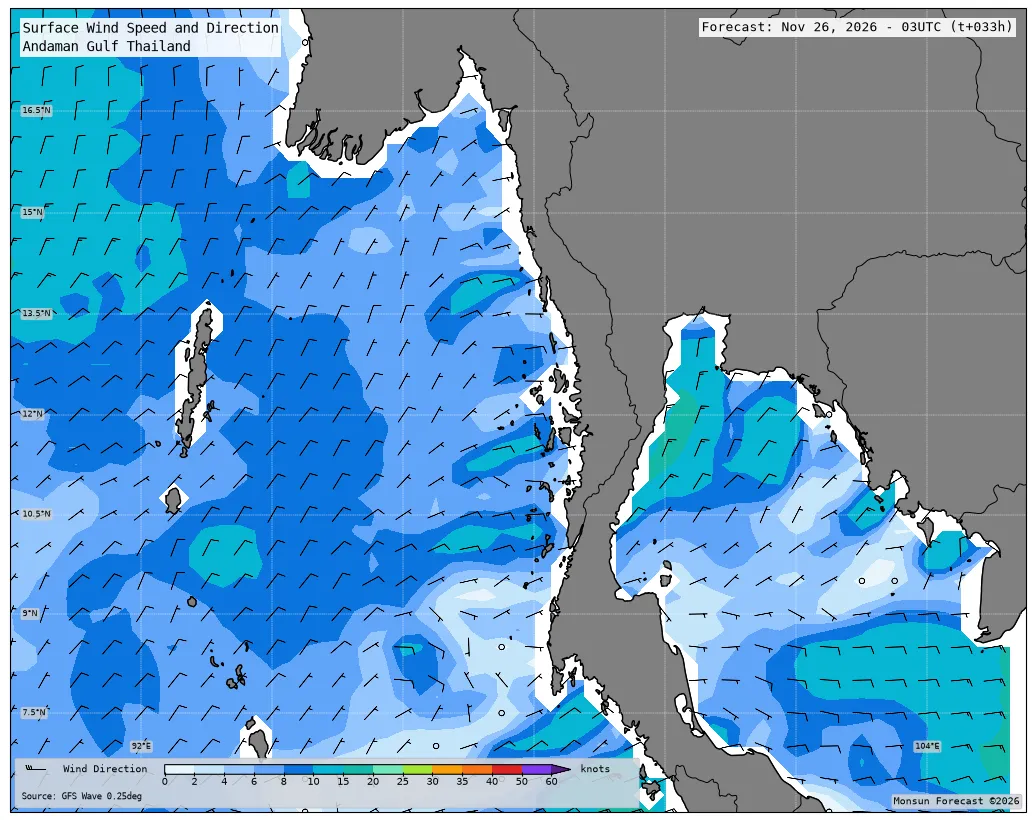 Surface Wind Speed and Direction
Andaman Gulf Thailand
Forecast: Nov 26, 2026 - 03UTC (t+033h)
16.5°N
15°N
13.5°N
12°N
10.5°N
9°N
7.5°N
92°E
104°E
Wind Direction
knots
0 2 4 6 8 10 15 20 25 30 35 40 50 60
Source: GFS Wave 0.25deg
Monsun Forecast ©2026